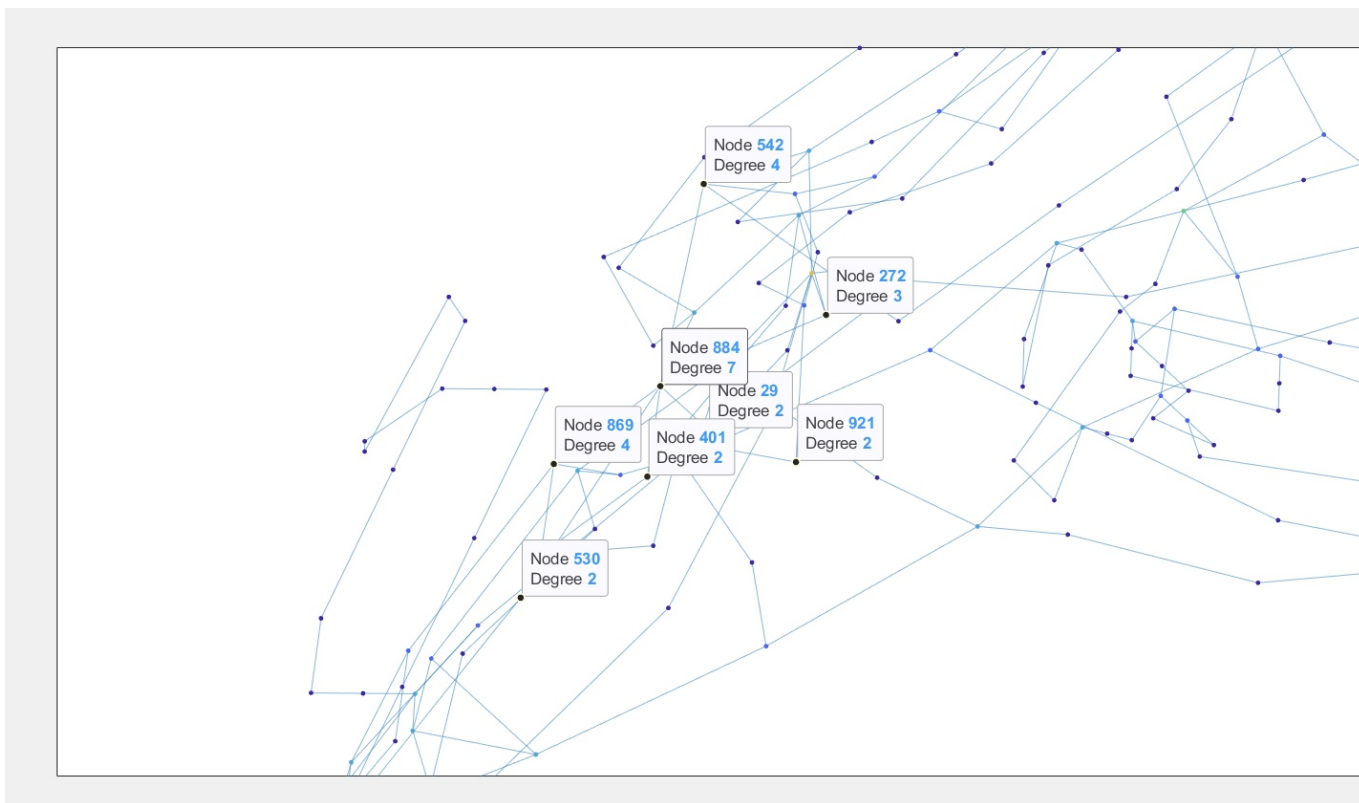 Node 542
Degree 4
Node 272
Degree 3
Node 884
Degree 7
Node 29
Degree 2
Node 869
Degree 4
Node 401
Degree 2
Node 921
Degree 2
Node 530
Degree 2